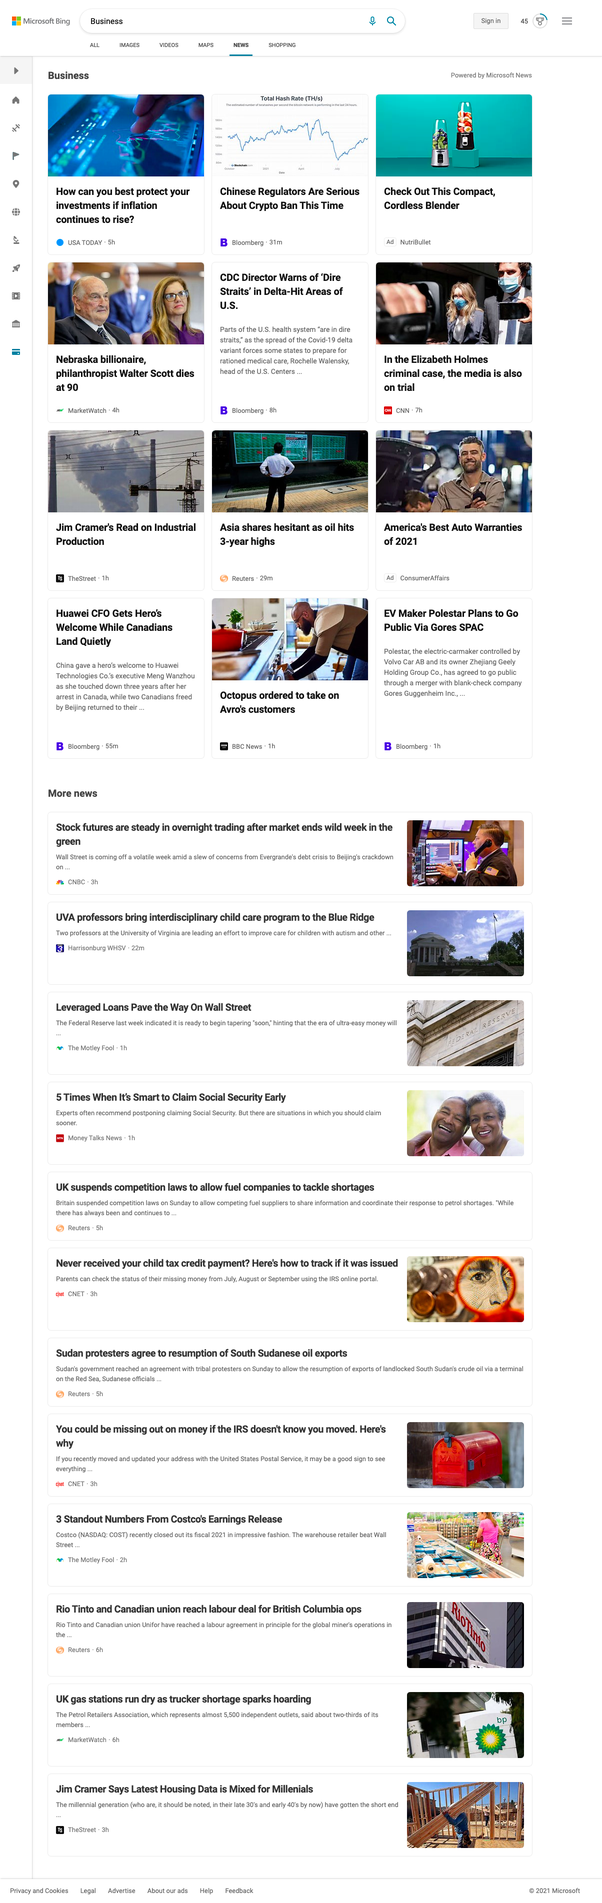 Microsoft Bing
Business
Sign in
45
ALL IMAGES VIDEOS MAPS NEWS SHOPPING
Business
Powered by Microsoft News
Total Hash Rate (TH/s)
How can you best protect your
investments if inflation
continues to rise?
USA TODAY · 5h
Chinese Regulators Are Serious
About Crypto Ban This Time
Bloomberg · 31m
Check Out This Compact,
Cordless Blender
Ad NutriBullet
Nebraska billionaire,
philanthropist Walter Scott dies
at 90
MarketWatch · 4h
CDC Director Warns of ‘Dire
Straits’ in Delta-Hit Areas of
U.S.
Parts of the U.S. health system “are in dire
straits,” as the spread of the Covid-19 delta
variant forces some states to prepare for
rationed medical care, Rochelle Walensky,
head of the U.S. Centers ...
Bloomberg · 8h
In the Elizabeth Holmes
criminal case, the media is also
on trial
CNN · 7h
Jim Cramer's Read on Industrial
Production
TheStreet · 1h
Asia shares hesitant as oil hits
3-year highs
Reuters · 29m
America's Best Auto Warranties
of 2021
Ad ConsumerAffairs
Huawei CFO Gets Hero’s
Welcome While Canadians
Land Quietly
China gave a hero’s welcome to Huawei
Technologies Co.’s executive Meng Wanzhou
as she touched down three years after her
arrest in Canada, while two Canadians freed
by Beijing returned to their ...
Bloomberg · 55m
Octopus ordered to take on
Avro's customers
BBC News · 1h
EV Maker Polestar Plans to Go
Public Via Gores SPAC
Polestar, the electric-carmaker controlled by
Volvo Car AB and its owner Zhejiang Geely
Holding Group Co., has agreed to go public
through a merger with blank-check company
Gores Guggenheim Inc., ...
Bloomberg · 1h
More news
Stock futures are steady in overnight trading after market ends wild week in the
green
Wall Street is coming off a volatile week amid a slew of concerns from Evergrande's debt crisis to Beijing's crackdown
on ...
CNBC · 3h
UVA professors bring interdisciplinary child care program to the Blue Ridge
Two professors at the University of Virginia are leading an effort to improve care for children with autism and other ...
Harrisonburg WHSV · 22m
Leveraged Loans Pave the Way On Wall Street
The Federal Reserve last week indicated it is ready to begin tapering "soon," hinting that the era of ultra-easy money will
...
The Motley Fool · 1h
5 Times When It’s Smart to Claim Social Security Early
Experts often recommend postponing claiming Social Security. But there are situations in which you should claim
sooner.
Money Talks News · 1h
UK suspends competition laws to allow fuel companies to tackle shortages
Britain suspended competition laws on Sunday to allow competing fuel suppliers to share information and coordinate their response to petrol shortages. "While
there has always been and continues to ...
Reuters · 5h
Never received your child tax credit payment? Here's how to track if it was issued
Parents can check the status of their missing money from July, August or September using the IRS online portal.
CNET · 3h
Sudan protesters agree to resumption of South Sudanese oil exports
Sudan's government reached an agreement with tribal protesters on Sunday to allow the resumption of exports of landlocked South Sudan's crude oil via a terminal
on the Red Sea, Sudanese officials ...
Reuters · 5h
You could be missing out on money if the IRS doesn't know you moved. Here's
why
If you recently moved and updated your address with the United States Postal Service, it may be a good sign to see
everything ...
CNET · 3h
3 Standout Numbers From Costco's Earnings Release
Costco (NASDAQ: COST) recently closed out its fiscal 2021 in impressive fashion. The warehouse retailer beat Wall
Street ...
The Motley Fool · 2h
Rio Tinto and Canadian union reach labour deal for British Columbia ops
Rio Tinto and Canadian union Unifor have reached a labour agreement in principle for the global miner's operations in
the ...
Reuters · 6h
RioTinto
UK gas stations run dry as trucker shortage sparks hoarding
The Petrol Retailers Association, which represents almost 5,500 independent outlets, said about two-thirds of its
members ...
MarketWatch · 6h
bp
Jim Cramer Says Latest Housing Data is Mixed for Millenials
The millennial generation (who are, it should be noted, in their late 30's and early 40's by now) have gotten the short end
...
TheStreet · 3h
Privacy and Cookies Legal Advertise About our ads Help Feedback
© 2021 Microsoft